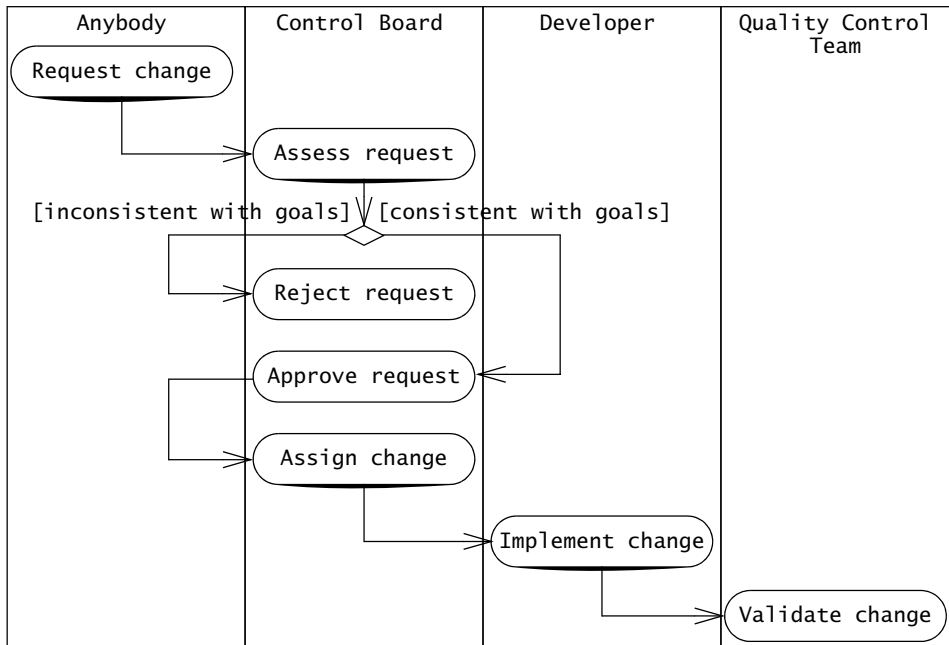 Anybody
Control Board
Developer
Quality Control
Team
Request change
Assess request
[inconsistent with goals]
[consistent with goals]
Reject request
Approve request
Assign change
Implement change
Validate change